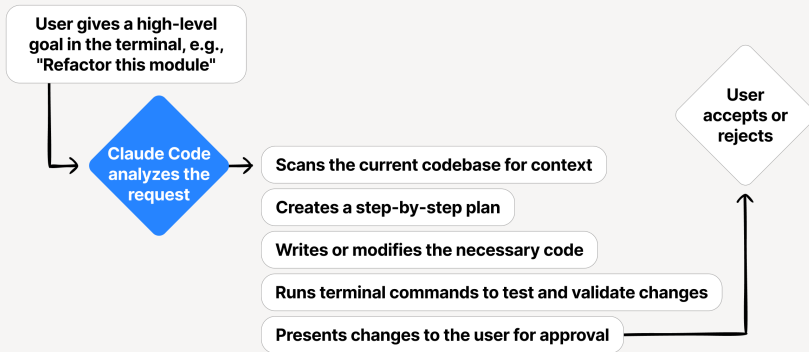 User gives a high-level
goal in the terminal, e.g.,
"Refactor this module"
Claude Code
analyzes the
request
Scans the current codebase for context
Creates a step-by-step plan
Writes or modifies the necessary code
Runs terminal commands to test and validate changes
Presents changes to the user for approval
User
accepts or
rejects